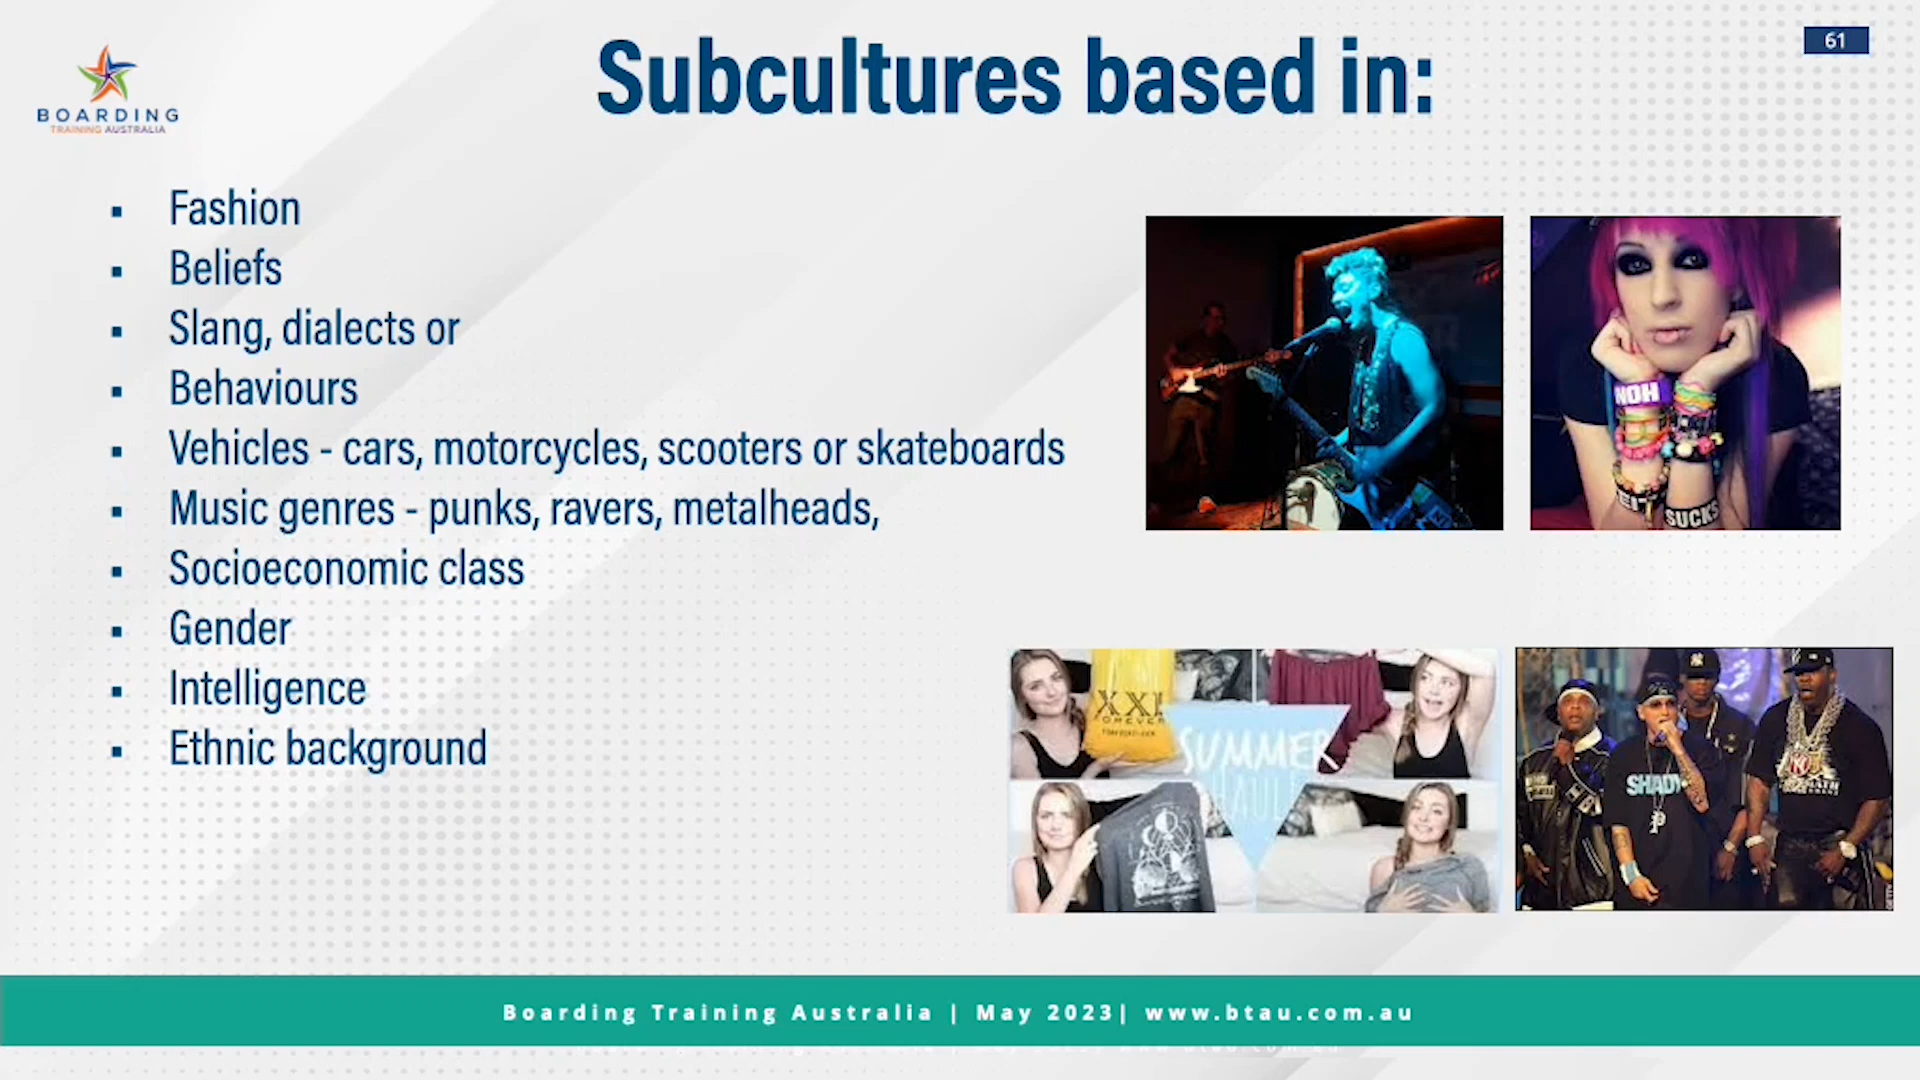 61
BOARDING
TRAINING AUSTRALIA
Subcultures based in:
▪ Fashion
▪ Beliefs
▪ Slang, dialects or
▪ Behaviours
▪ Vehicles - cars, motorcycles, scooters or skateboards
▪ Music genres - punks, ravers, metalheads,
▪ Socioeconomic class
▪ Gender
▪ Intelligence
▪ Ethnic background
NOH
SUCKS
XXI
FOREVER
SUMMER
HAUL
SHADY
Boarding Training Australia | May 2023| www.btau.com.au